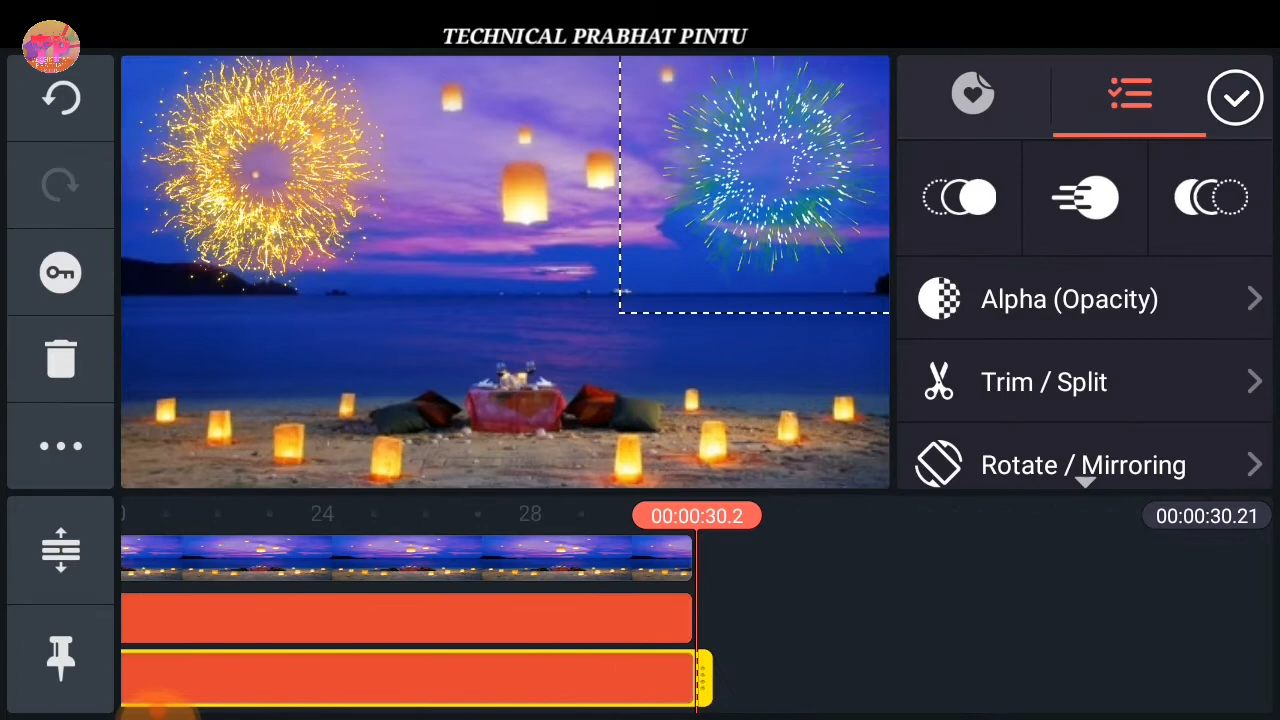 TECHNICAL PRABHAT PINTU
Alpha (Opacity)
Trim / Split
Rotate / Mirroring
24
28
00:00:30.2
00:00:30.21